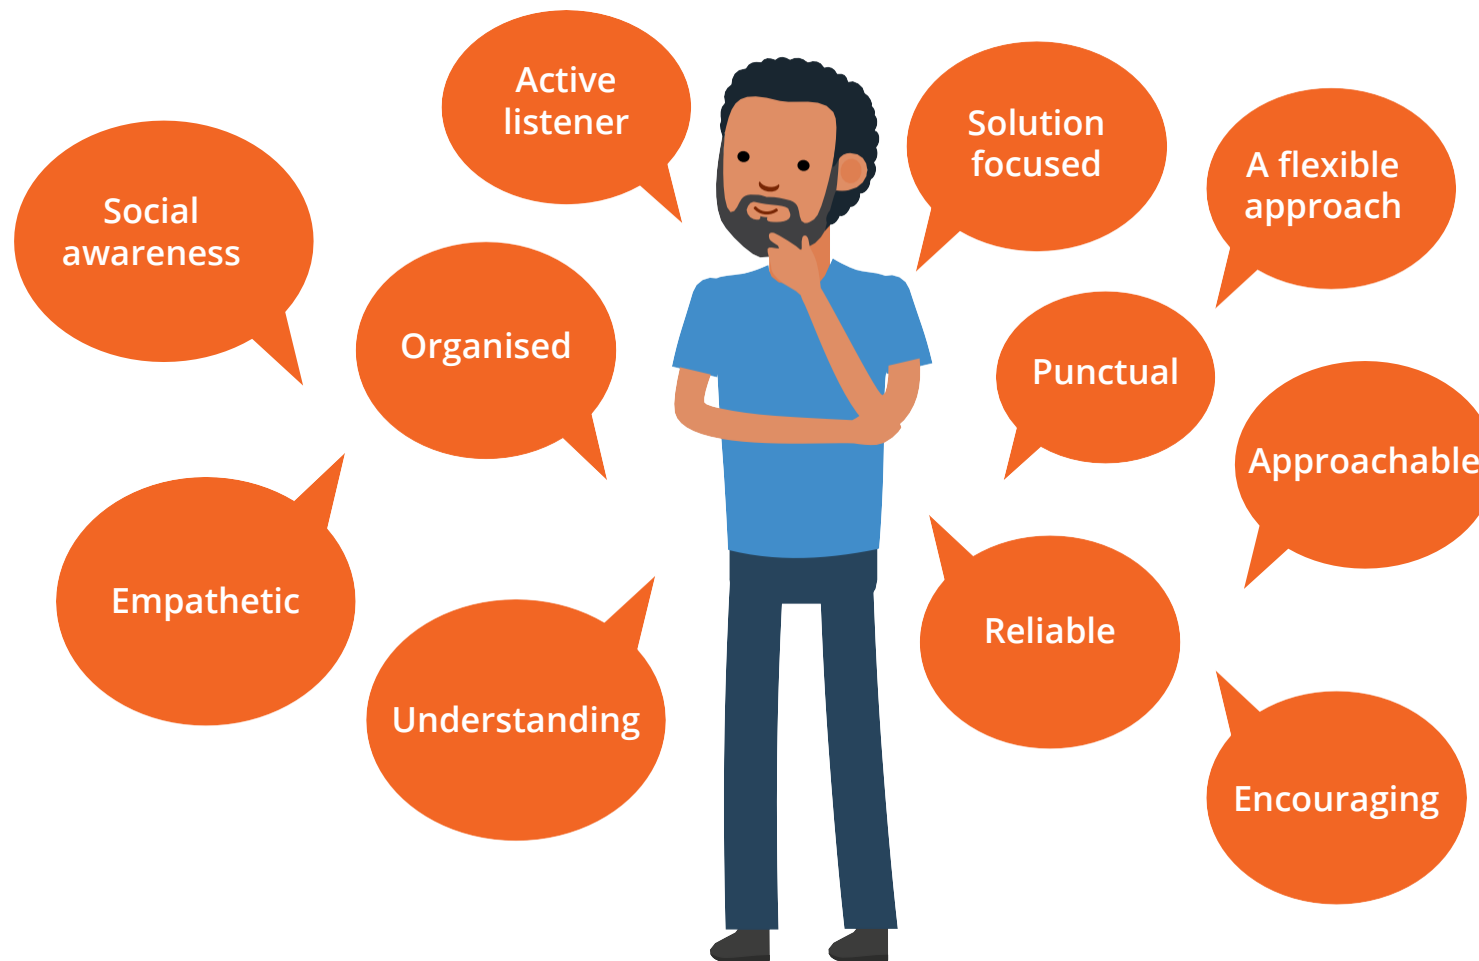 Active
listener
Solution
focused
A flexible
approach
Social
awareness
Organised
Punctual
Approachable
Empathetic
Reliable
Understanding
Encouraging